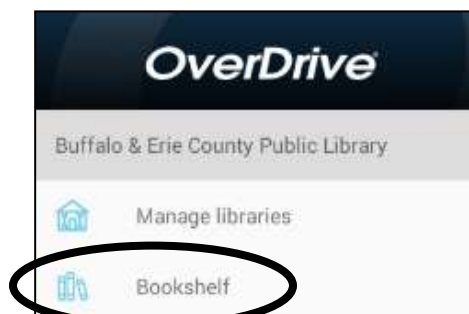 OverDrive
Buffalo & Erie County Public Library
Manage libraries
Bookshelf